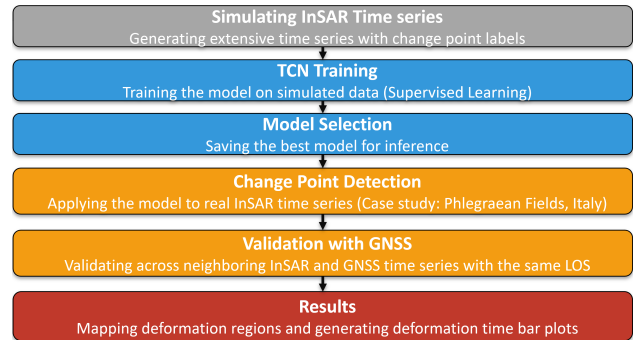 Simulating InSAR Time series
Generating extensive time series with change point labels
TCN Training
Training the model on simulated data (Supervised Learning)
Model Selection
Saving the best model for inference
Change Point Detection
Applying the model to real InSAR time series (Case study: Phlegraean Fields, Italy)
Validation with GNSS
Validating across neighboring InSAR and GNSS time series with the same LOS
Results
Mapping deformation regions and generating deformation time bar plots